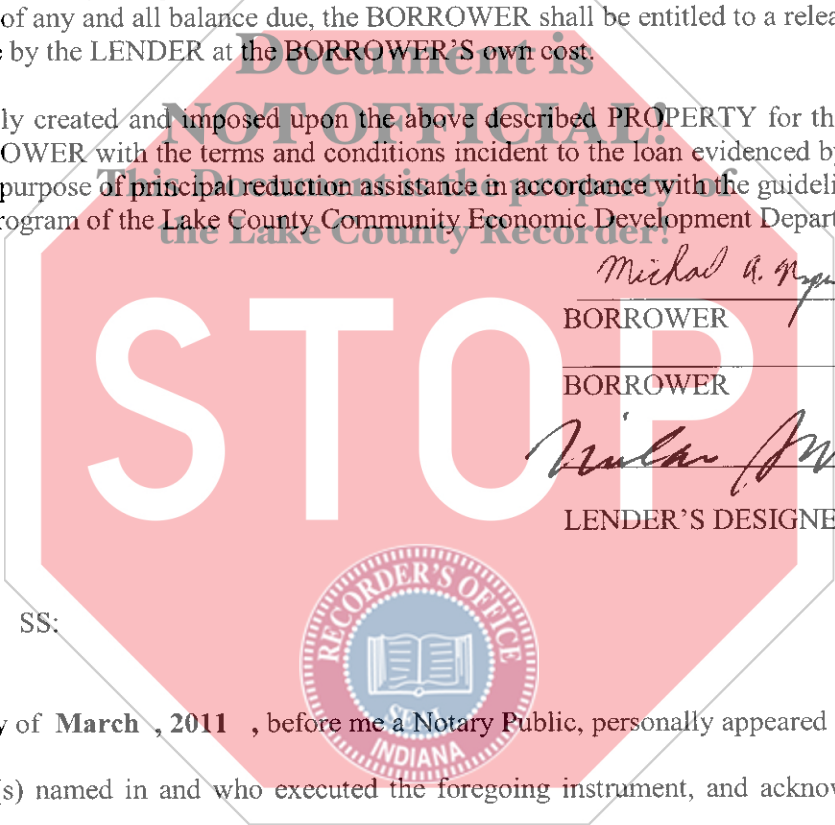 of any and all balance due, the BORROWER shall be entitled to a relea
by the LENDER at the BORROWER'S own cost.
Document is
NOT OFFICIAL!
This Document is the property of
the Lake County Recorder!
ly created and imposed upon the above described PROPERTY for th
OWER with the terms and conditions incident to the loan evidenced b
purpose of principal reduction assistance in accordance with the guideli
rogram of the Lake County Community Economic Development Depart
Michael A.
BORROWER
BORROWER
LENDER'S DESIGNE
STOP
RECORDER'S OFFICE
SEAL
INDIANA
SS:
y of March , 2011 , before me a Notary Public, personally appeared
(s) named in and who executed the foregoing instrument, and acknow